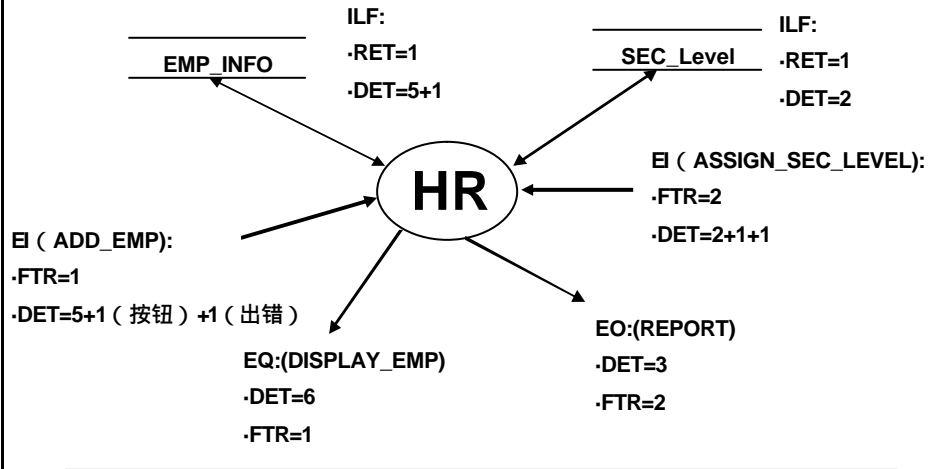 EMP_INFO
ILF:
·RET=1
·DET=5+1
SEC_Level
ILF:
·RET=1
·DET=2
HR
EI（ASSIGN_SEC_LEVEL):
·FTR=2
·DET=2+1+1
EI（ADD_EMP):
·FTR=1
·DET=5+1（按钮）+1（出错）
EQ:(DISPLAY_EMP)
·DET=6
·FTR=1
EO:(REPORT)
·DET=3
·FTR=2